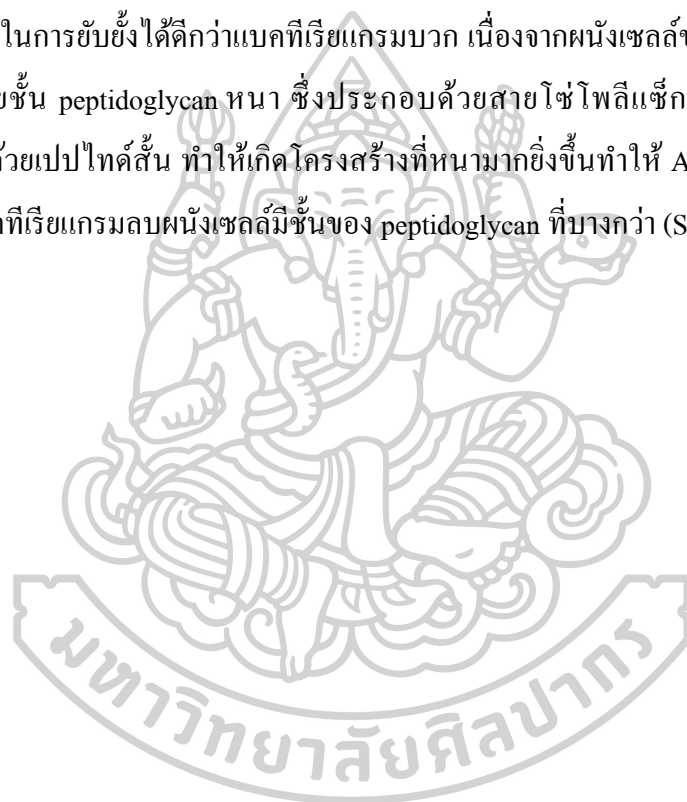 ในการยับยั้งได้ดีกว่าแบคทีเรียแกรมบวก เนื่องจากผนังเซลล์
ชั้น peptidoglycan หนา ซึ่งประกอบด้วยสายโซ่โพลีแซ็ก
ด้วยเปปไทด์สั้น ทำให้เกิดโครงสร้างที่หนามากยิ่งขึ้นทำให้ A
ทีเรียแกรมลบผนังเซลล์มีชั้นของ peptidoglycan ที่บางกว่า (S
มหาวิทยาลัยศิลปากร